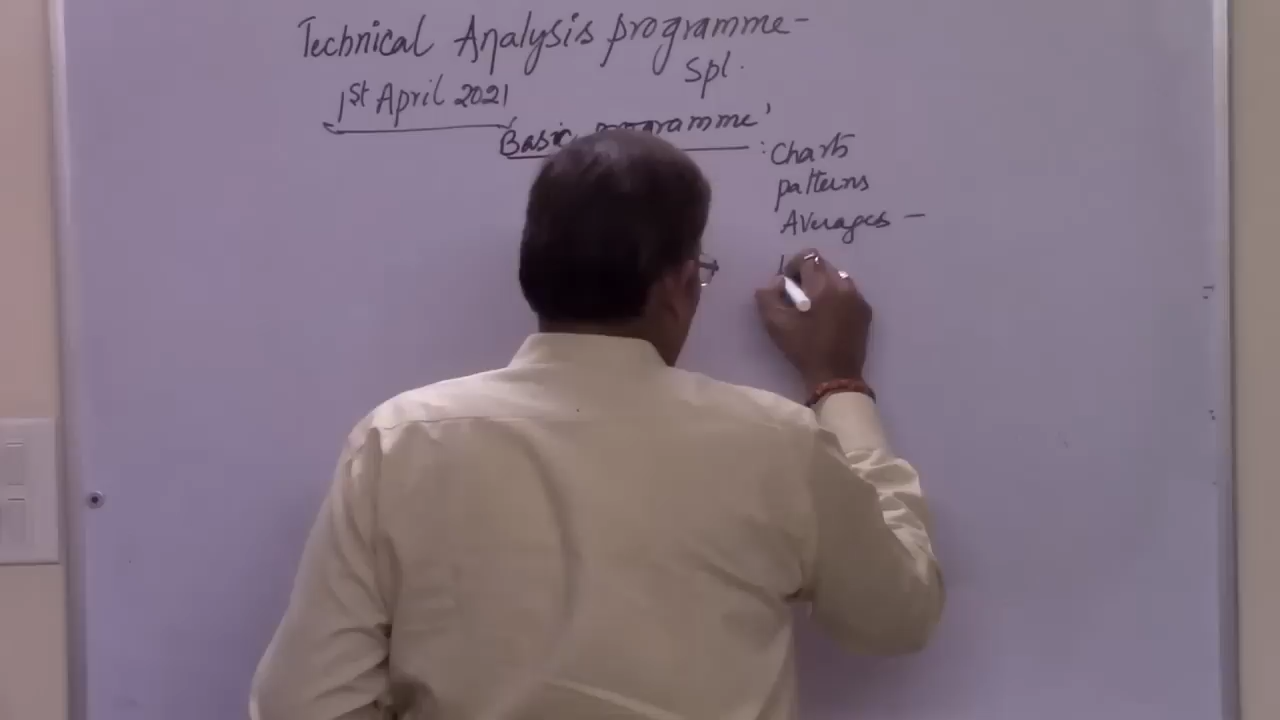 Technical Analysis programme -
Spl.
1st April 2021
Basic programme'
: Charts
patterns
Averages -